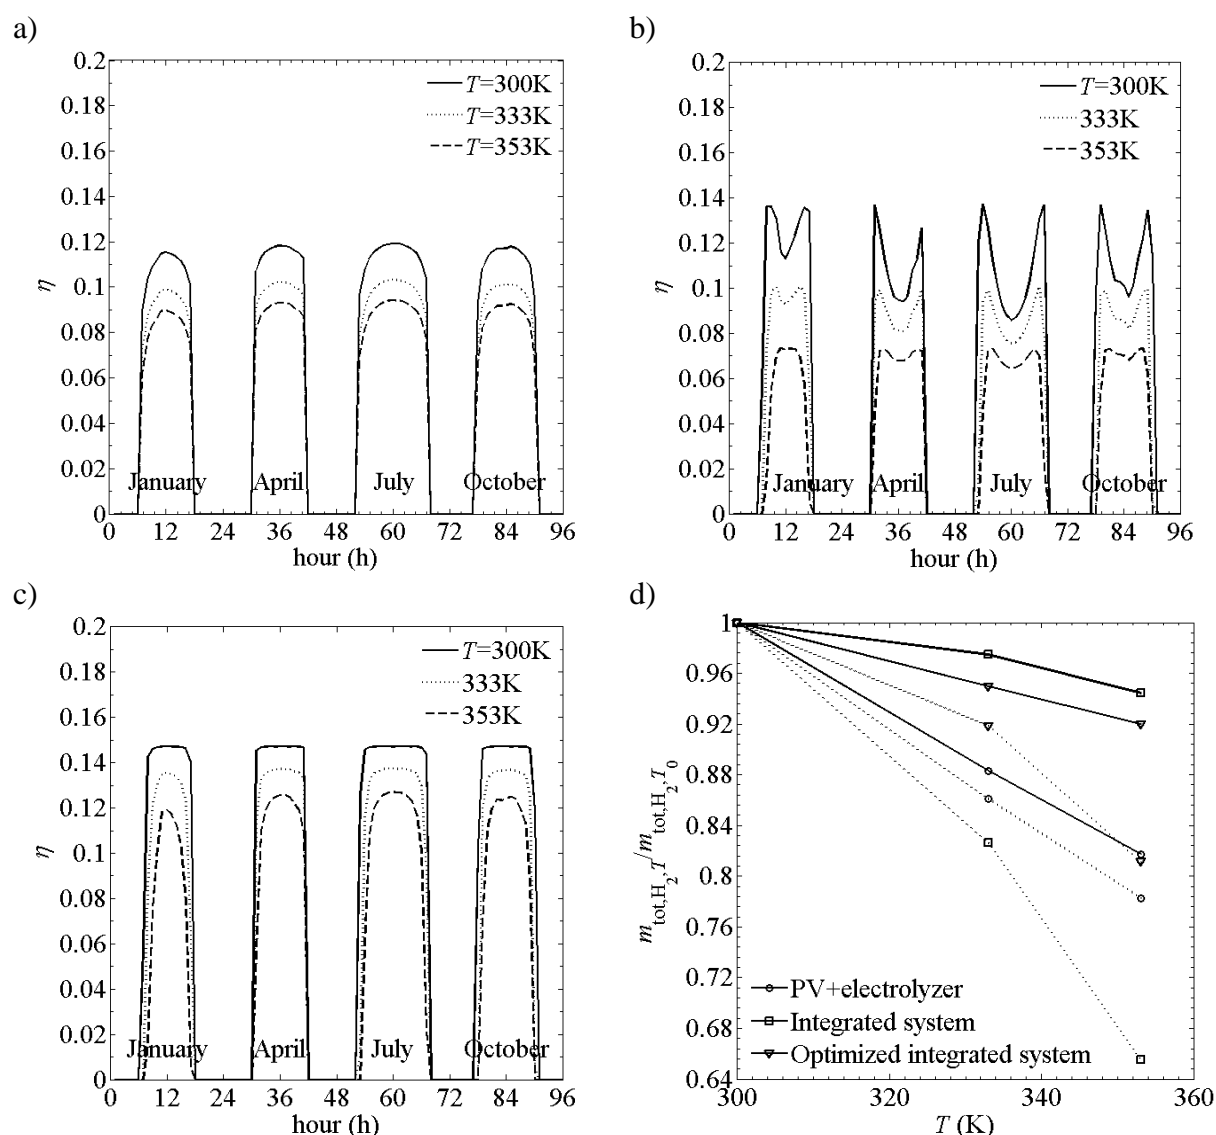 a)
0.2
0.18
0.16
0.14
0.12
0.1
0.08
0.06
0.04
0.02
0
η
T=300K
T=333K
T=353K
January April July October
0 12 24 36 48 60 72 84 96
hour (h)
b)
0.2
0.18
0.16
0.14
0.12
0.1
0.08
0.06
0.04
0.02
0
η
T=300K
333K
353K
January April July October
0 12 24 36 48 60 72 84 96
hour (h)
c)
0.2
0.18
0.16
0.14
0.12
0.1
0.08
0.06
0.04
0.02
0
η
T=300K
333K
353K
January April July October
0 12 24 36 48 60 72 84 96
hour (h)
d)
1
0.96
0.92
0.88
0.84
0.8
0.76
0.72
0.68
0.64
m_tot,H_2,T/m_tot,H_2,T_0
PV+electrolyzer
Integrated system
Optimized integrated system
300 320 340 360
T (K)